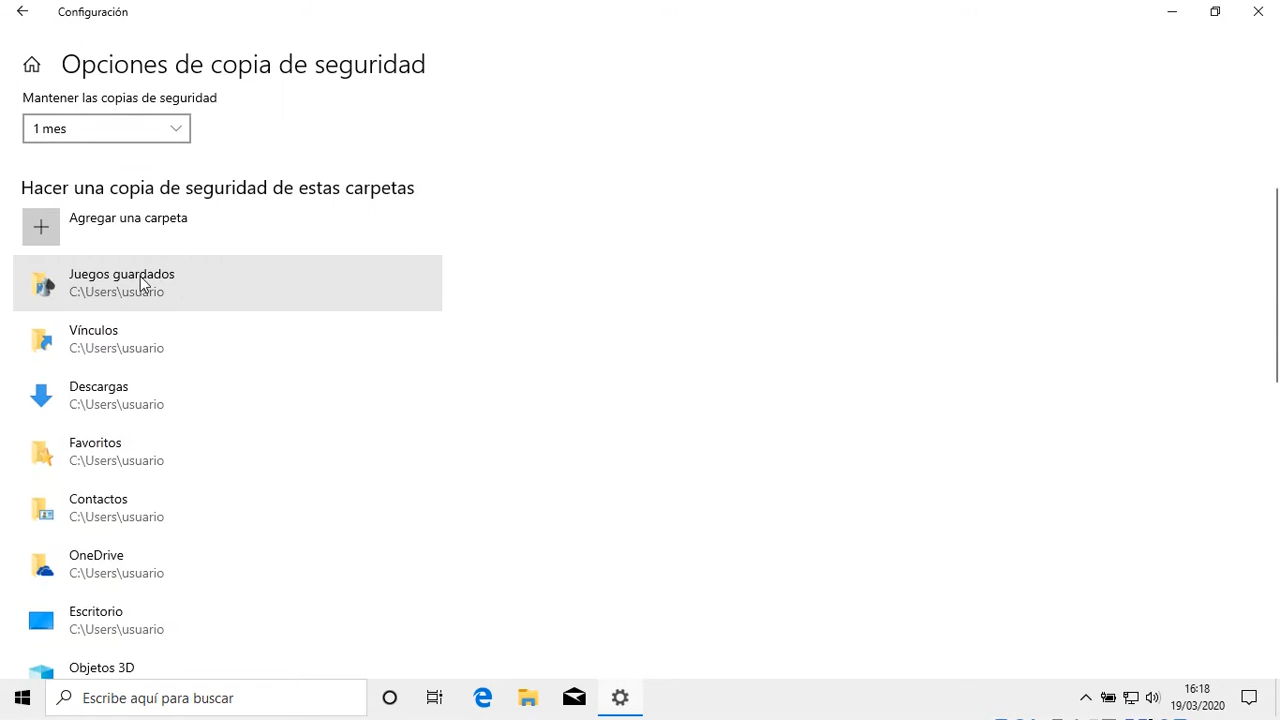 Configuración
Opciones de copia de seguridad
Mantener las copias de seguridad
1 mes
Hacer una copia de seguridad de estas carpetas
Agregar una carpeta
Juegos guardados
C:\Users\usuario
Vínculos
C:\Users\usuario
Descargas
C:\Users\usuario
Favoritos
C:\Users\usuario
Contactos
C:\Users\usuario
OneDrive
C:\Users\usuario
Escritorio
C:\Users\usuario
Objetos 3D
Escribe aquí para buscar
16:18
19/03/2020